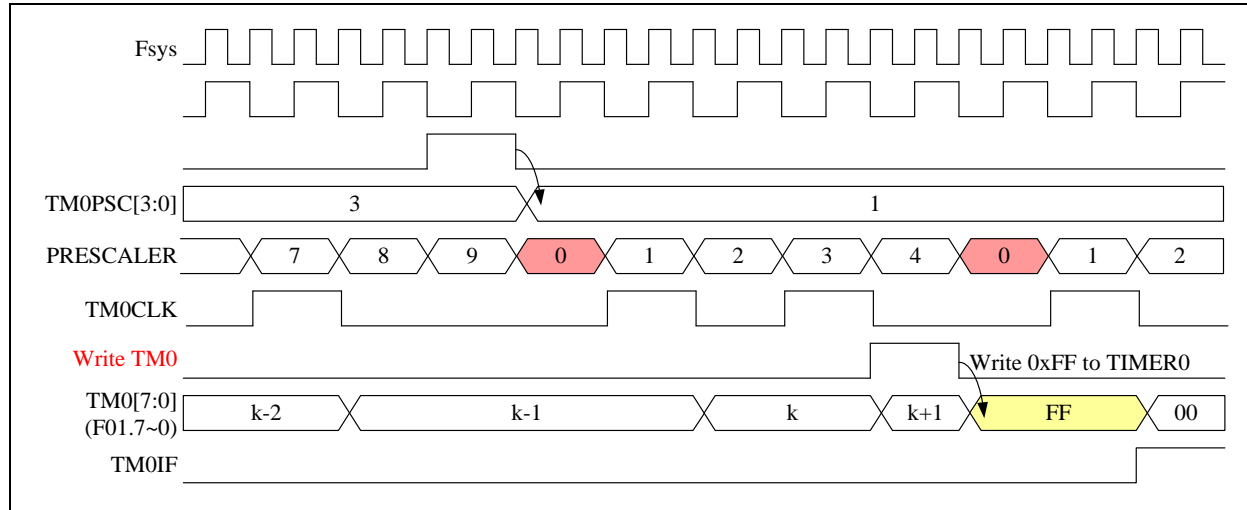 Fsys
TM0PSC[3:0] 3 1
PRESCALER 7 8 9 0 1 2 3 4 0 1 2
TM0CLK
Write TM0 Write 0xFF to TIMER0
TM0[7:0] k-2 k-1 k k+1 FF 00
(F01.7~0)
TM0IF